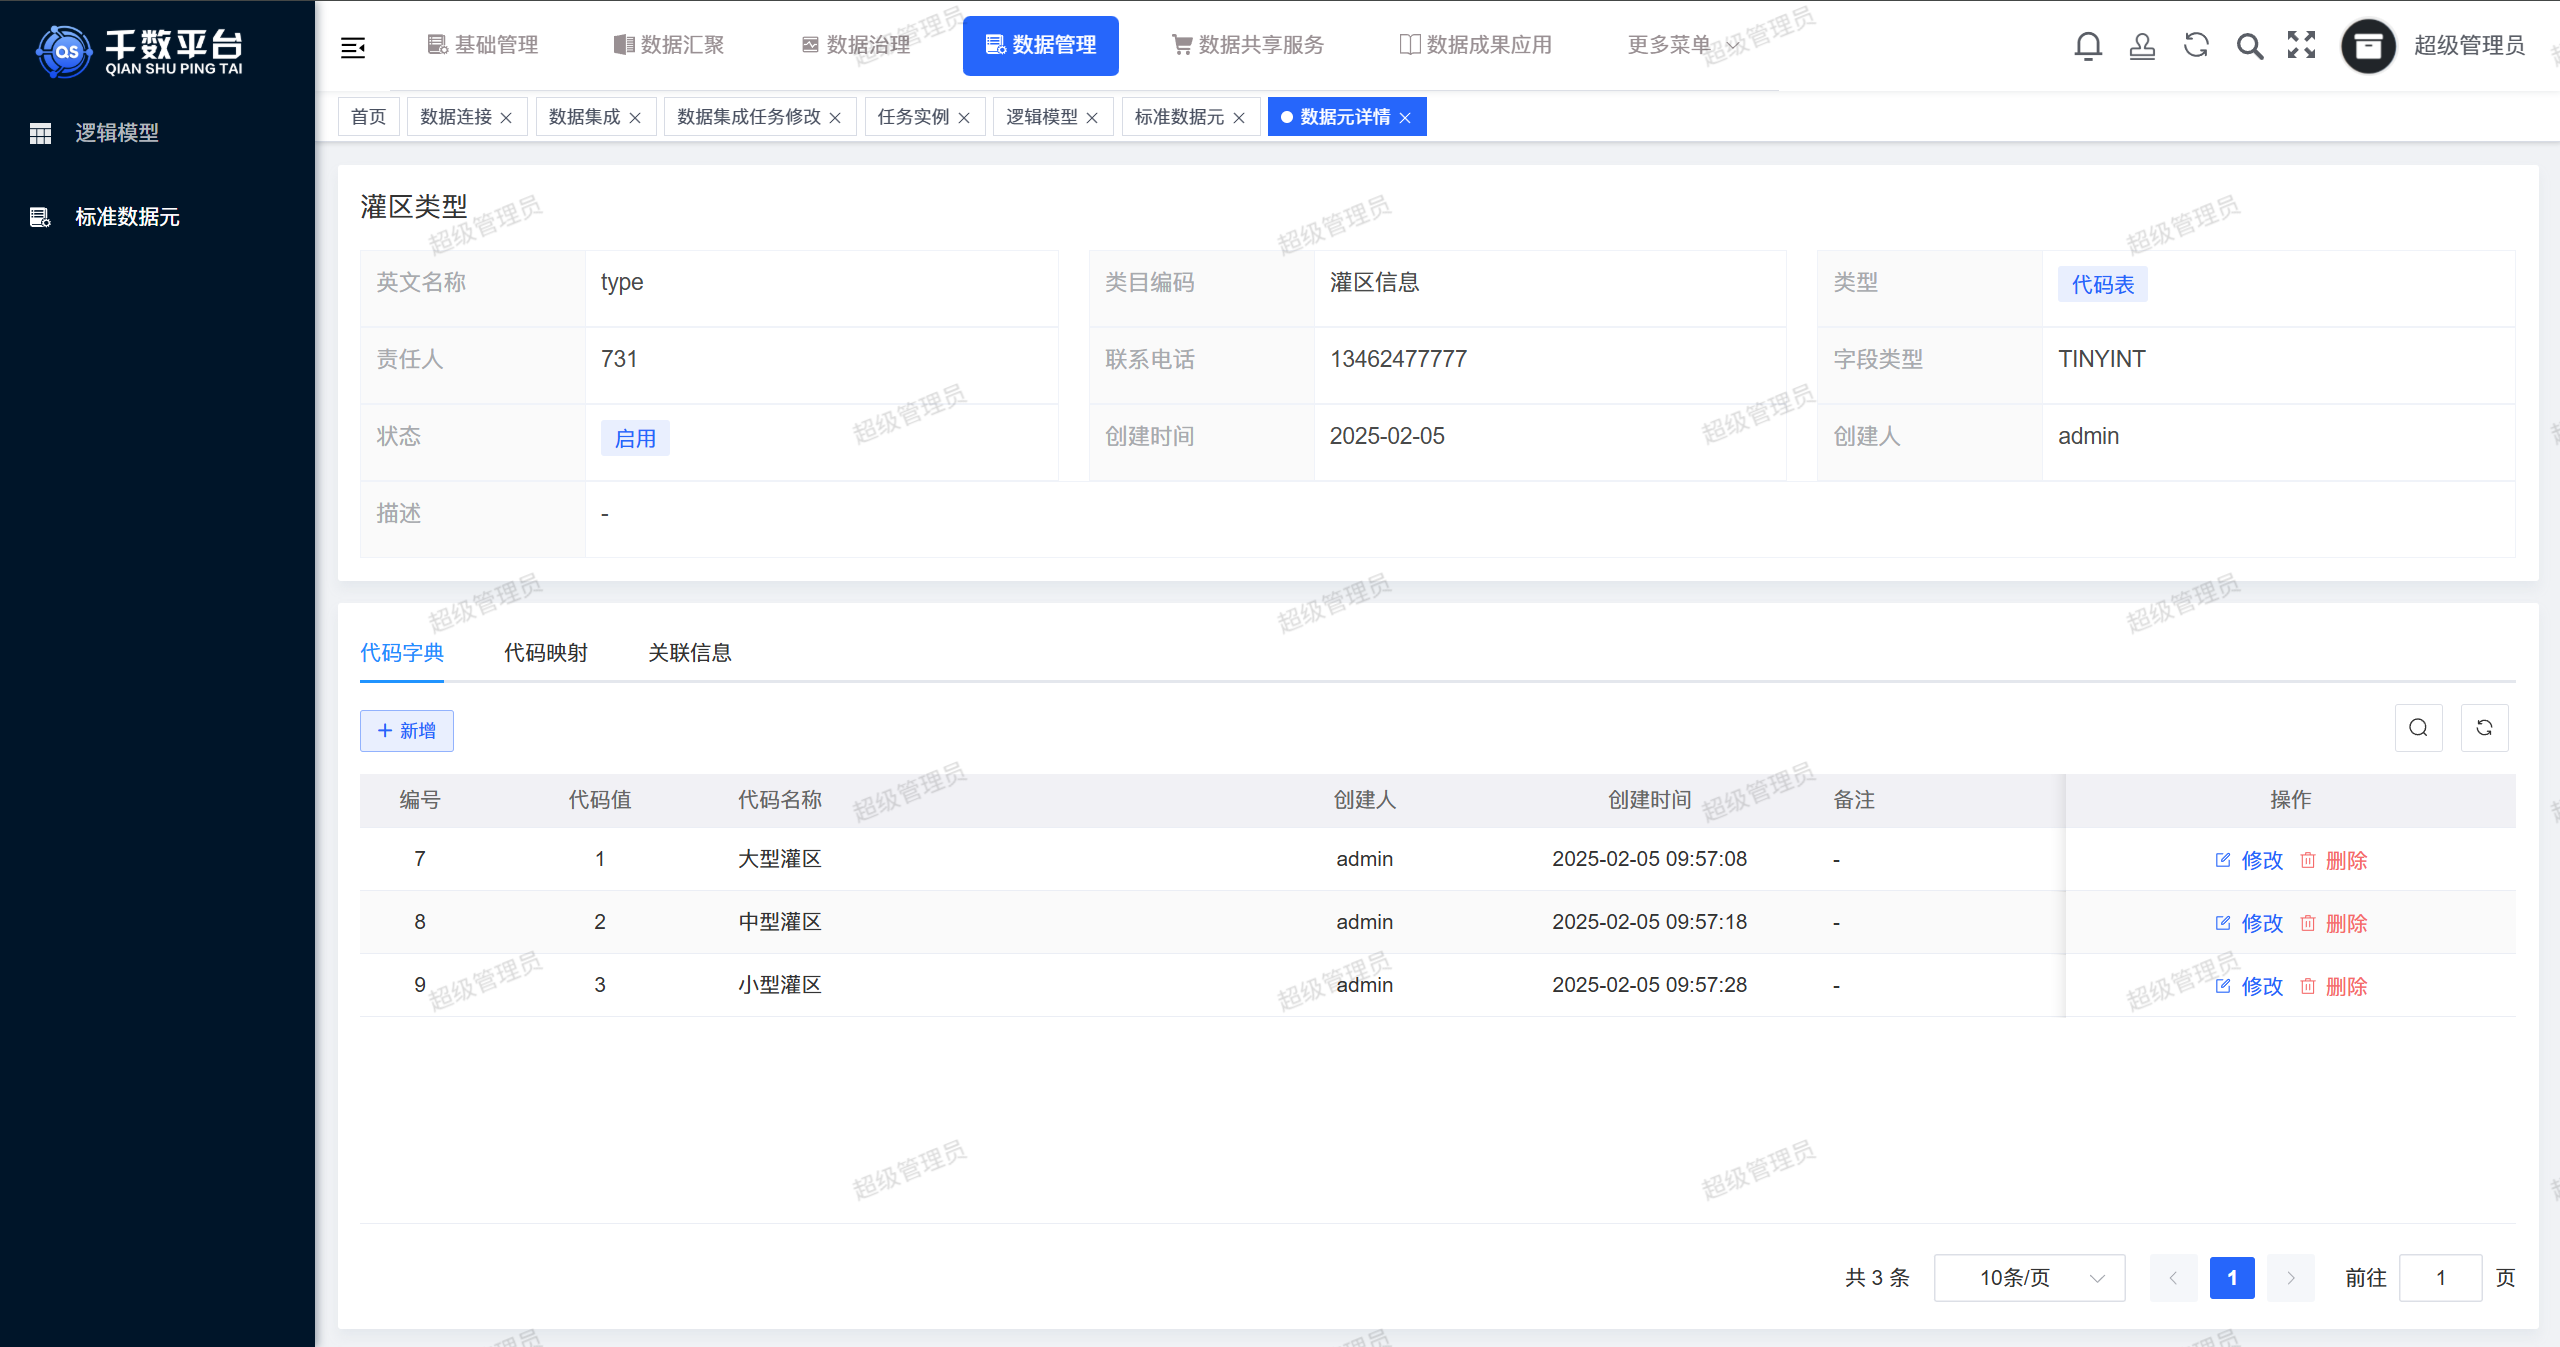 千数平台
QIAN SHU PING TAI
基础管理 数据汇聚 数据治理 数据管理 数据共享服务 数据成果应用 更多菜单 超级管理员
首页 数据连接 数据集成 数据集成任务修改 任务实例 逻辑模型 标准数据元 数据元详情
逻辑模型
标准数据元
灌区类型
英文名称 type 类目编码 灌区信息 类型 代码表
责任人 731 联系电话 13462477777 字段类型 TINYINT
状态 启用 创建时间 2025-02-05 创建人 admin
描述 -
代码字典 代码映射 关联信息
新增
编号 代码值 代码名称 创建人 创建时间 备注 操作
7 1 大型灌区 admin 2025-02-05 09:57:08 - 修改 删除
8 2 中型灌区 admin 2025-02-05 09:57:18 - 修改 删除
9 3 小型灌区 admin 2025-02-05 09:57:28 - 修改 删除
共 3 条 10条/页 1 前往 1 页
超级管理员